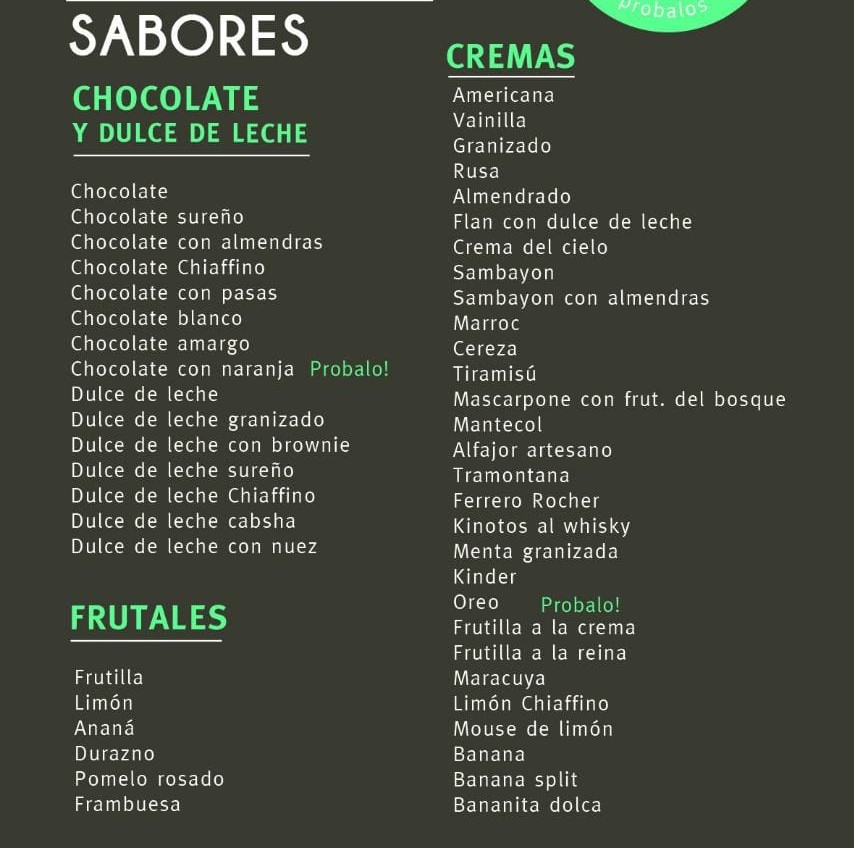 SABORES
CHOCOLATE
Y DULCE DE LECHE
Chocolate
Chocolate sureño
Chocolate con almendras
Chocolate Chiaffino
Chocolate con pasas
Chocolate blanco
Chocolate amargo
Chocolate con naranja Probalo!
Dulce de leche
Dulce de leche granizado
Dulce de leche con brownie
Dulce de leche sureño
Dulce de leche Chiaffino
Dulce de leche cabsha
Dulce de leche con nuez
FRUTALES
Frutilla
Limón
Ananá
Durazno
Pomelo rosado
Frambuesa
probalos
CREMAS
Americana
Vainilla
Granizado
Rusa
Almendrado
Flan con dulce de leche
Crema del cielo
Sambayon
Sambayon con almendras
Marroc
Cereza
Tiramisú
Mascarpone con frut. del bosque
Mantecol
Alfajor artesano
Tramontana
Ferrero Rocher
Kinotos al whisky
Menta granizada
Kinder
Oreo Probalo!
Frutilla a la crema
Frutilla a la reina
Maracuya
Limón Chiaffino
Mouse de limón
Banana
Banana split
Bananita dolca